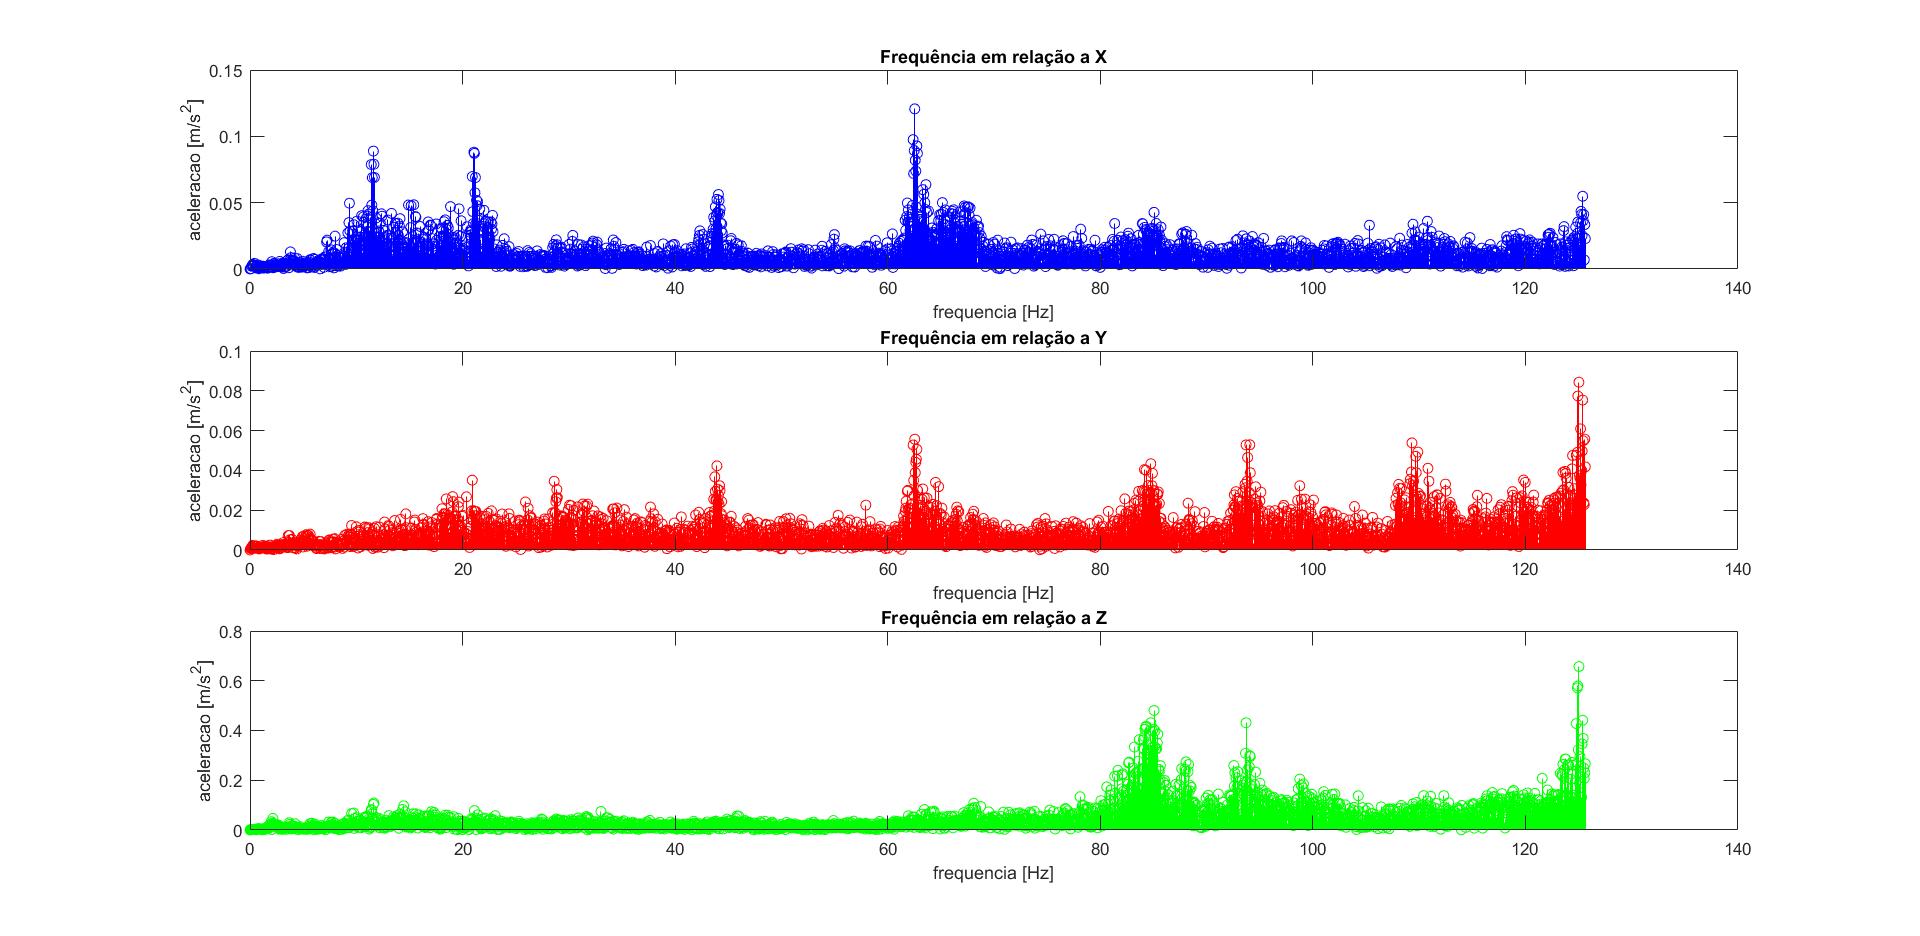 Frequência em relação a X
0.15
0.1
0.05
0
aceleracao [m/s²]
0 20 40 60 80 100 120 140
frequencia [Hz]
Frequência em relação a Y
0.1
0.08
0.06
0.04
0.02
0
aceleracao [m/s²]
0 20 40 60 80 100 120 140
frequencia [Hz]
Frequência em relação a Z
0.8
0.6
0.4
0.2
0
aceleracao [m/s²]
0 20 40 60 80 100 120 140
frequencia [Hz]